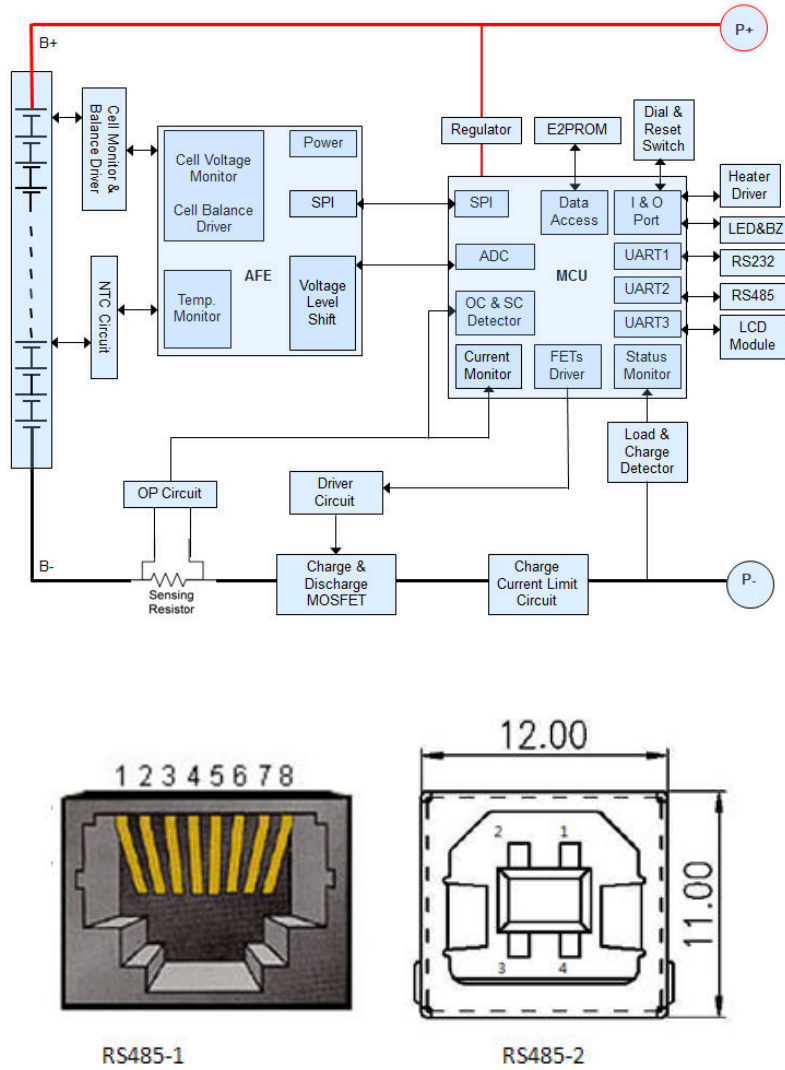 B+
P+
Cell Monitor &
Balance Driver
Cell Voltage
Monitor
Cell Balance
Driver
Power
SPI
AFE
Temp.
Monitor
Voltage
Level
Shift
NTC Circuit
Regulator
E2PROM
Dial &
Reset
Switch
SPI
Data
Access
I & O
Port
ADC
MCU
UART1
UART2
UART3
OC & SC
Detector
Current
Monitor
FETs
Driver
Status
Monitor
Heater
Driver
LED&BZ
RS232
RS485
LCD
Module
Load &
Charge
Detector
OP Circuit
Driver
Circuit
B-
Sensing
Resistor
Charge &
Discharge
MOSFET
Charge
Current Limit
Circuit
P-
1 2 3 4 5 6 7 8
RS485-1
12.00
11.00
2 1
3 4
RS485-2